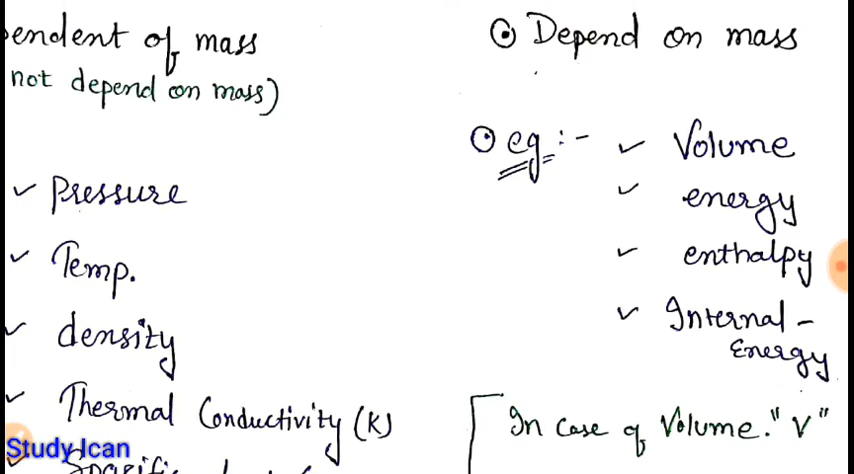 pendent of mass
not depend on mass)
✓ Pressure
✓ Temp.
✓ density
✓ Thermal Conductivity (K)
Study Ican
⊙ Depend on mass
⊙ eg :- ✓ Volume
✓ energy
✓ enthalpy
✓ Internal -
Energy
In case of Volume. "V"